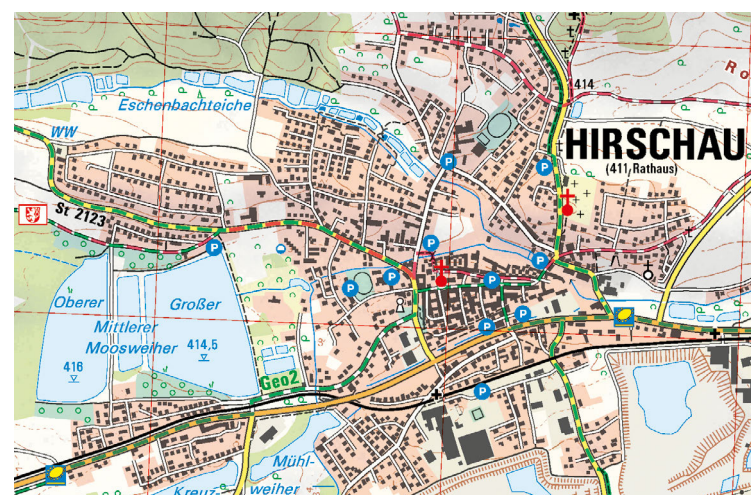 Eschenbachteiche
414
Ro
HIRSCHAU
(411, Rathaus)
WW
P
P
St 2123
P
P
P
P
P
P
P
P
Oberer
Großer
Mittlerer
Moosweiher
414,5
416
Geo2
P
Mühl-
weiher
Kreuz-